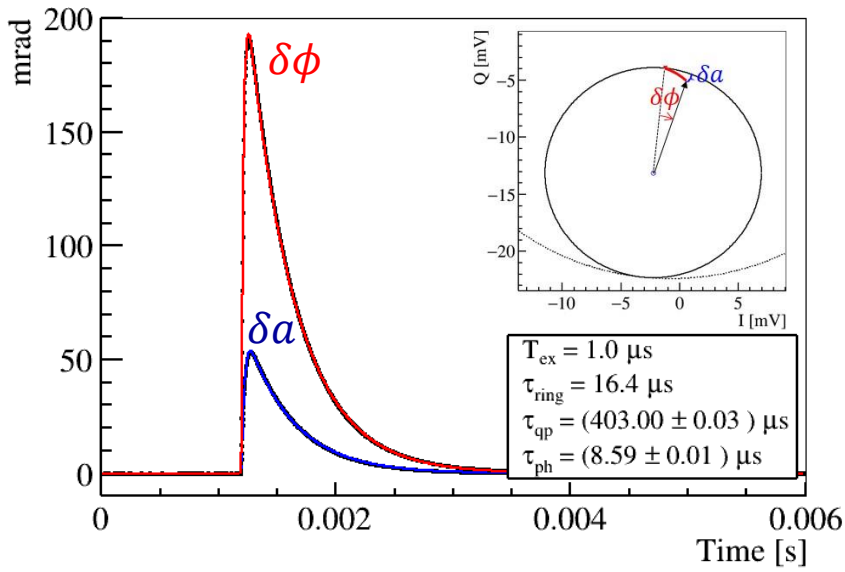 mrad
200
150
100
50
0
0
0.002
0.004
0.006
Time [s]
δϕ
δa
Q [mV]
−5
−10
−15
−20
−10
−5
0
5
I [mV]
δϕ
δa
T_ex = 1.0 μs
τ_ring = 16.4 μs
τ_qp = (403.00 ± 0.03 ) μs
τ_ph = (8.59 ± 0.01 ) μs